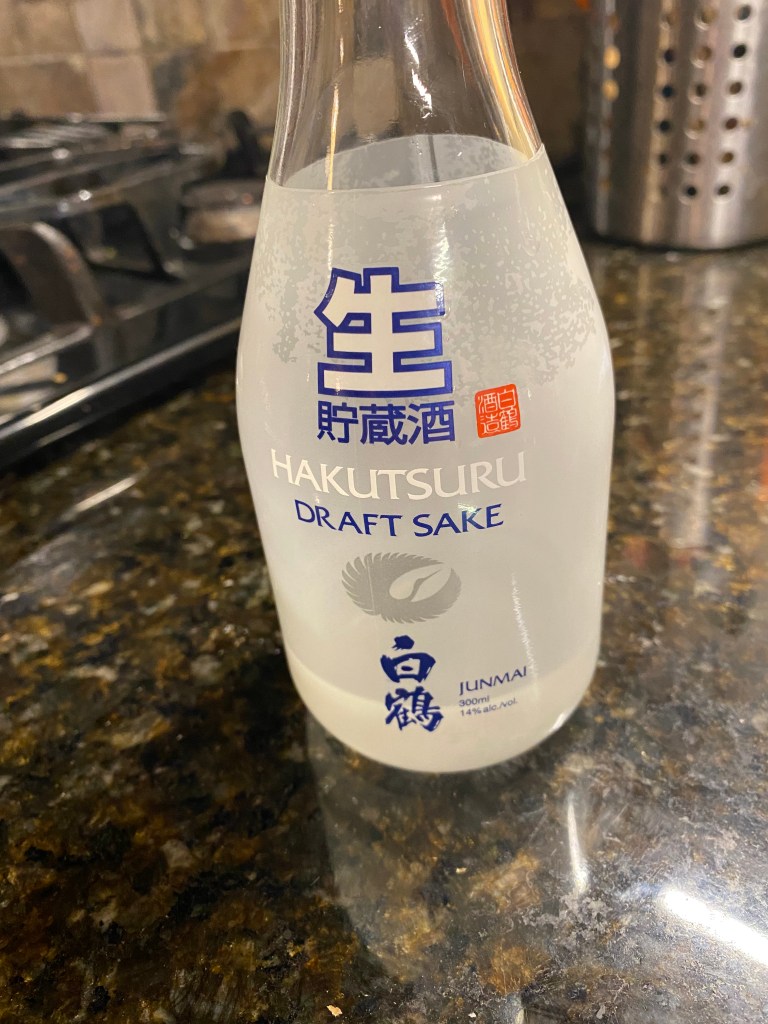 生
貯蔵酒
白鶴
酒造
HAKUTSURU
DRAFT SAKE
白鶴
JUNMAI
300ml
14% alc./vol.